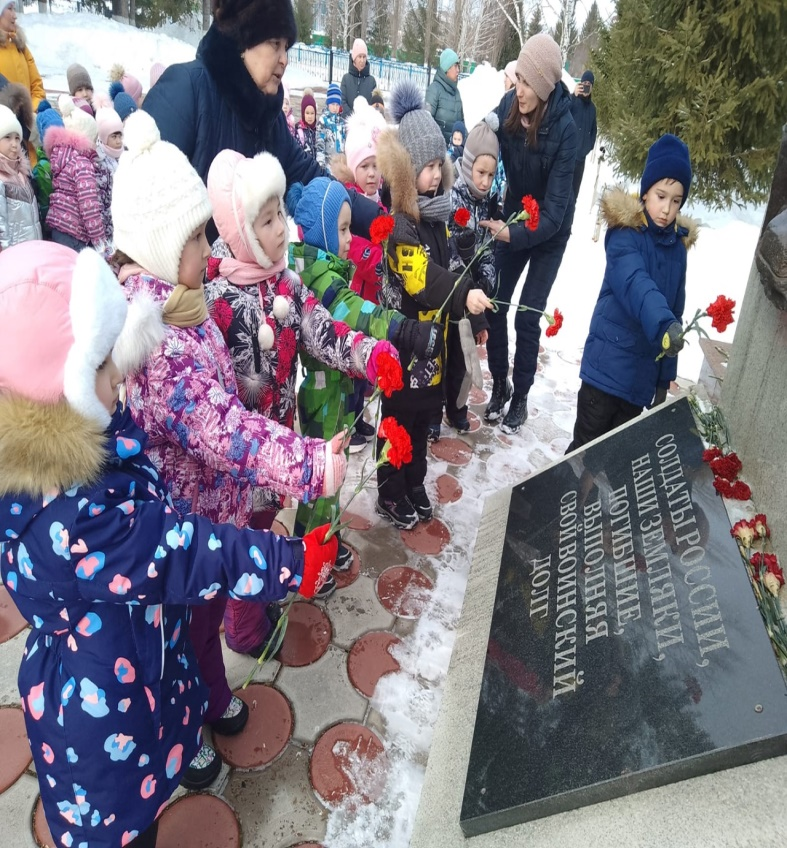 СОЛДАТЫ РОССИИ,
НАШИ ЗЕМЛЯКИ,
ПОГИБШИЕ,
ВЫПОЛНЯЯ
СВОЙ ВОИНСКИЙ
ДОЛГ